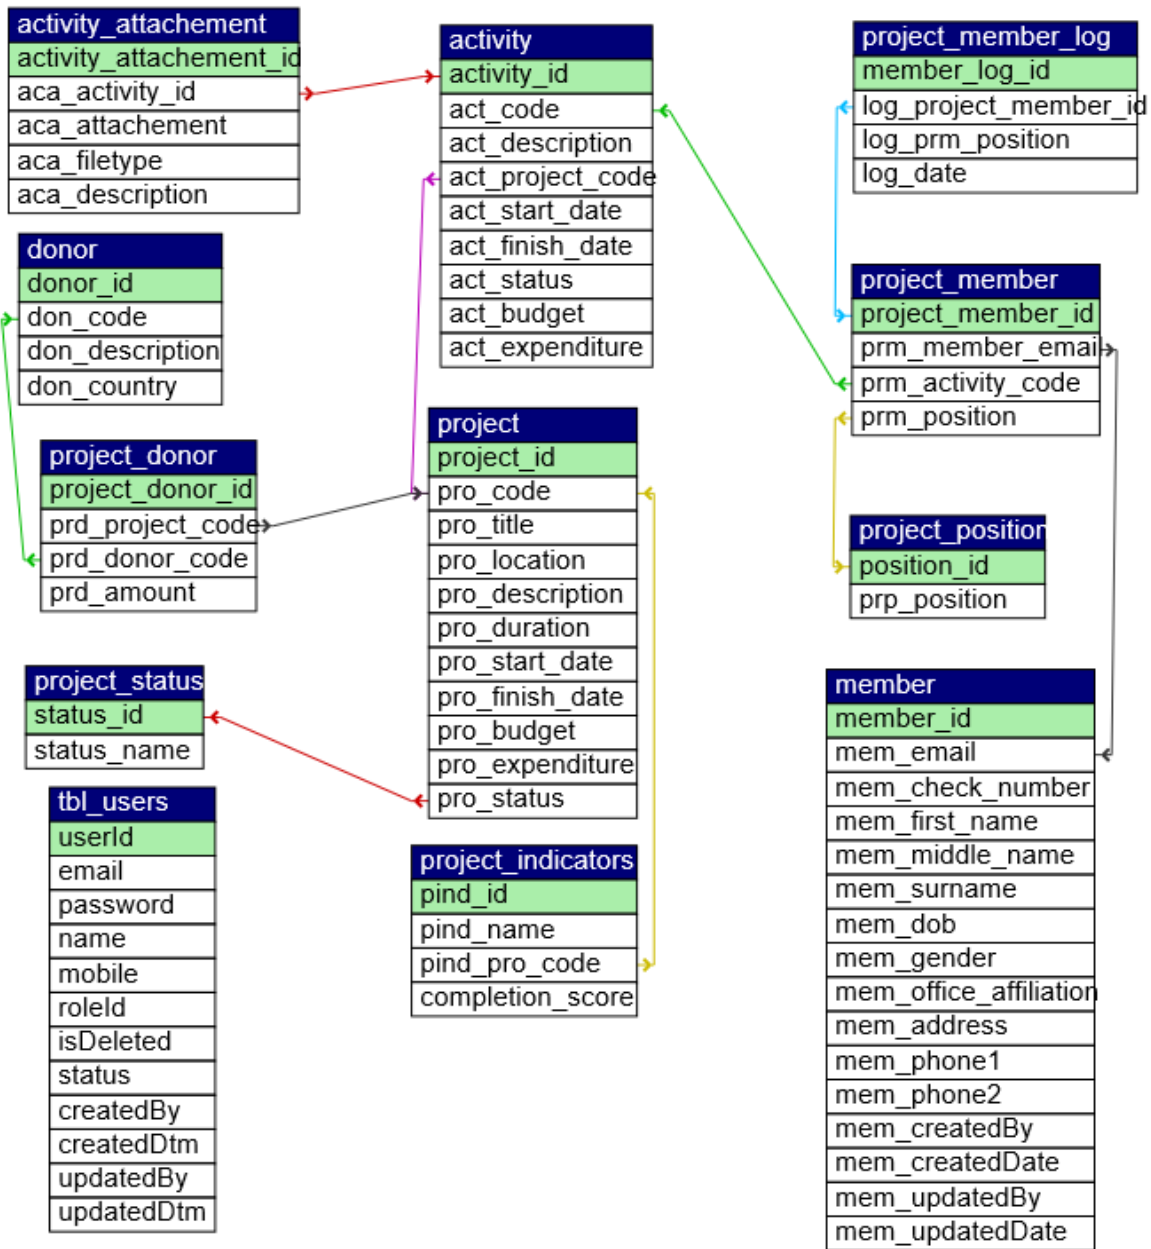 activity_attachement
activity_attachement_id
aca_activity_id
aca_attachement
aca_filetype
aca_description
donor
donor_id
don_code
don_description
don_country
project_donor
project_donor_id
prd_project_code
prd_donor_code
prd_amount
project_status
status_id
status_name
tbl_users
userId
email
password
name
mobile
roleId
isDeleted
status
createdBy
createdDtm
updatedBy
updatedDtm
activity
activity_id
act_code
act_description
act_project_code
act_start_date
act_finish_date
act_status
act_budget
act_expenditure
project
project_id
pro_code
pro_title
pro_location
pro_description
pro_duration
pro_start_date
pro_finish_date
pro_budget
pro_expenditure
pro_status
project_indicators
pind_id
pind_name
pind_pro_code
completion_score
project_member_log
member_log_id
log_project_member_id
log_prm_position
log_date
project_member
project_member_id
prm_member_email
prm_activity_code
prm_position
project_position
position_id
prp_position
member
member_id
mem_email
mem_check_number
mem_first_name
mem_middle_name
mem_surname
mem_dob
mem_gender
mem_office_affiliation
mem_address
mem_phone1
mem_phone2
mem_createdBy
mem_createdDate
mem_updatedBy
mem_updatedDate